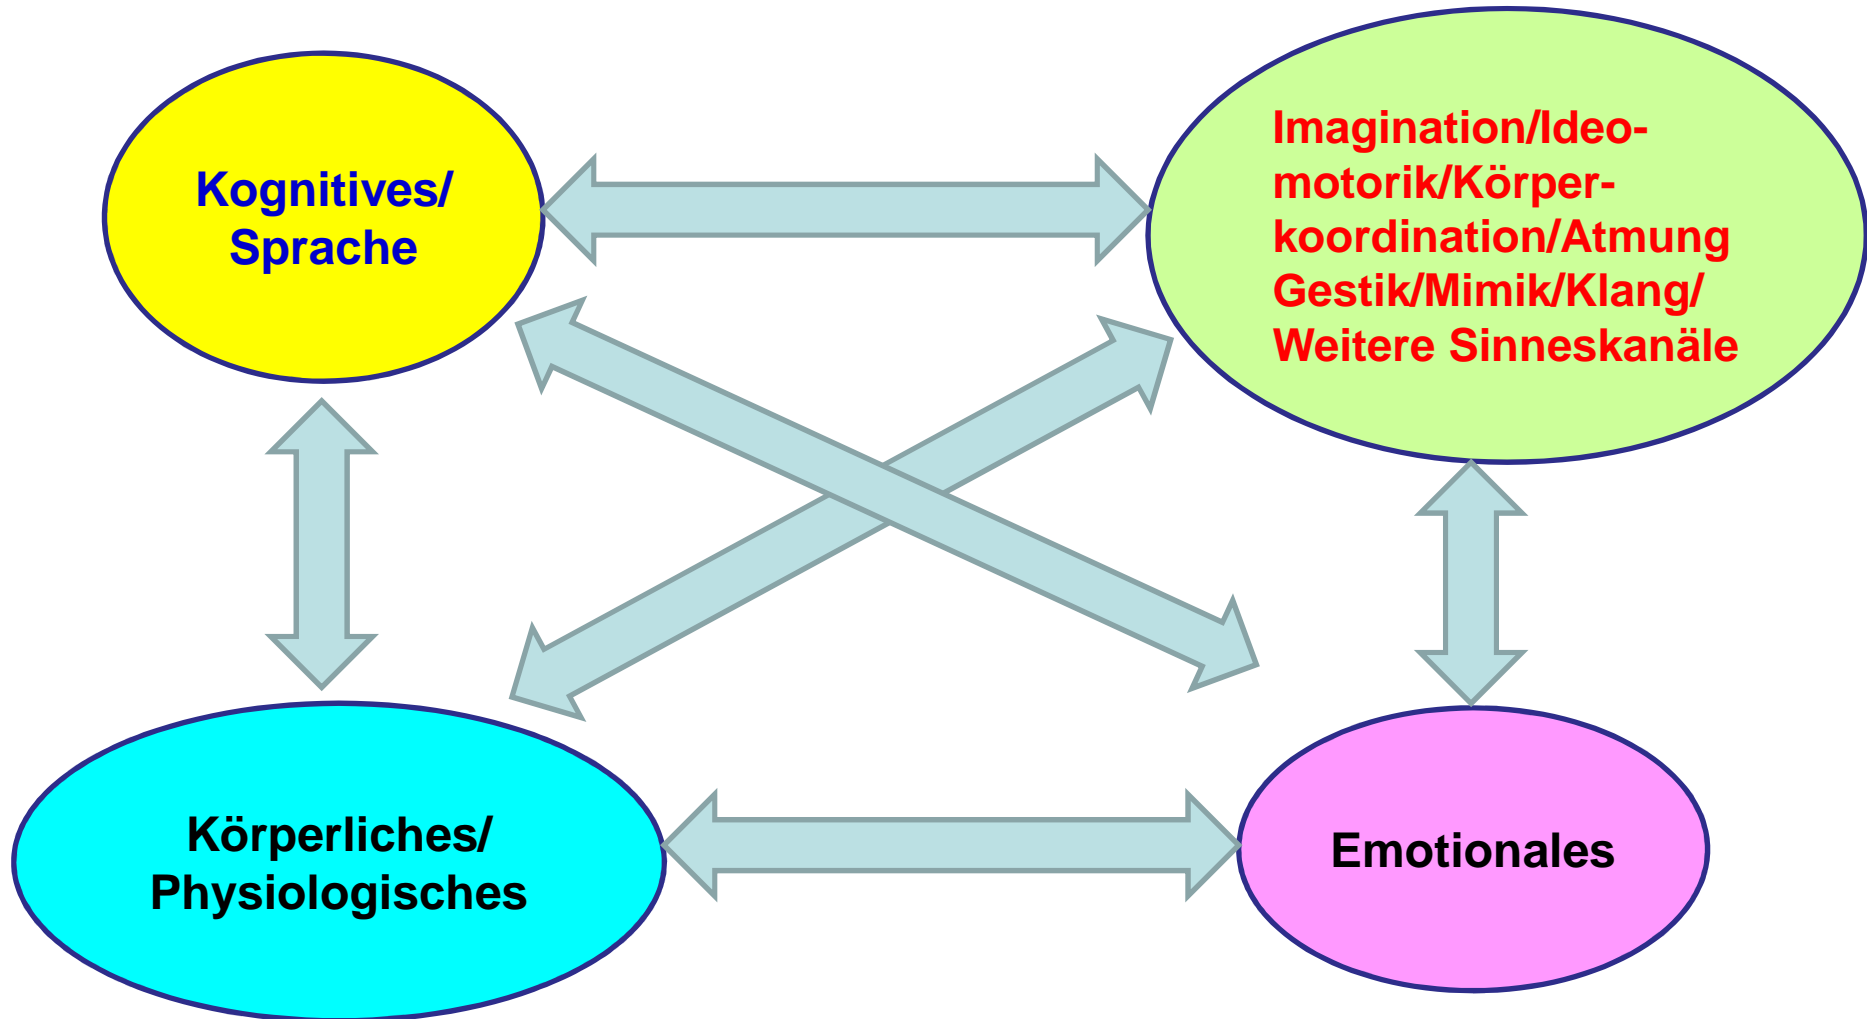 Kognitives/
Sprache
Imagination/Ideo-
motorik/Körper-
koordination/Atmung
Gestik/Mimik/Klang/
Weitere Sinneskanäle
Körperliches/
Physiologisches
Emotionales